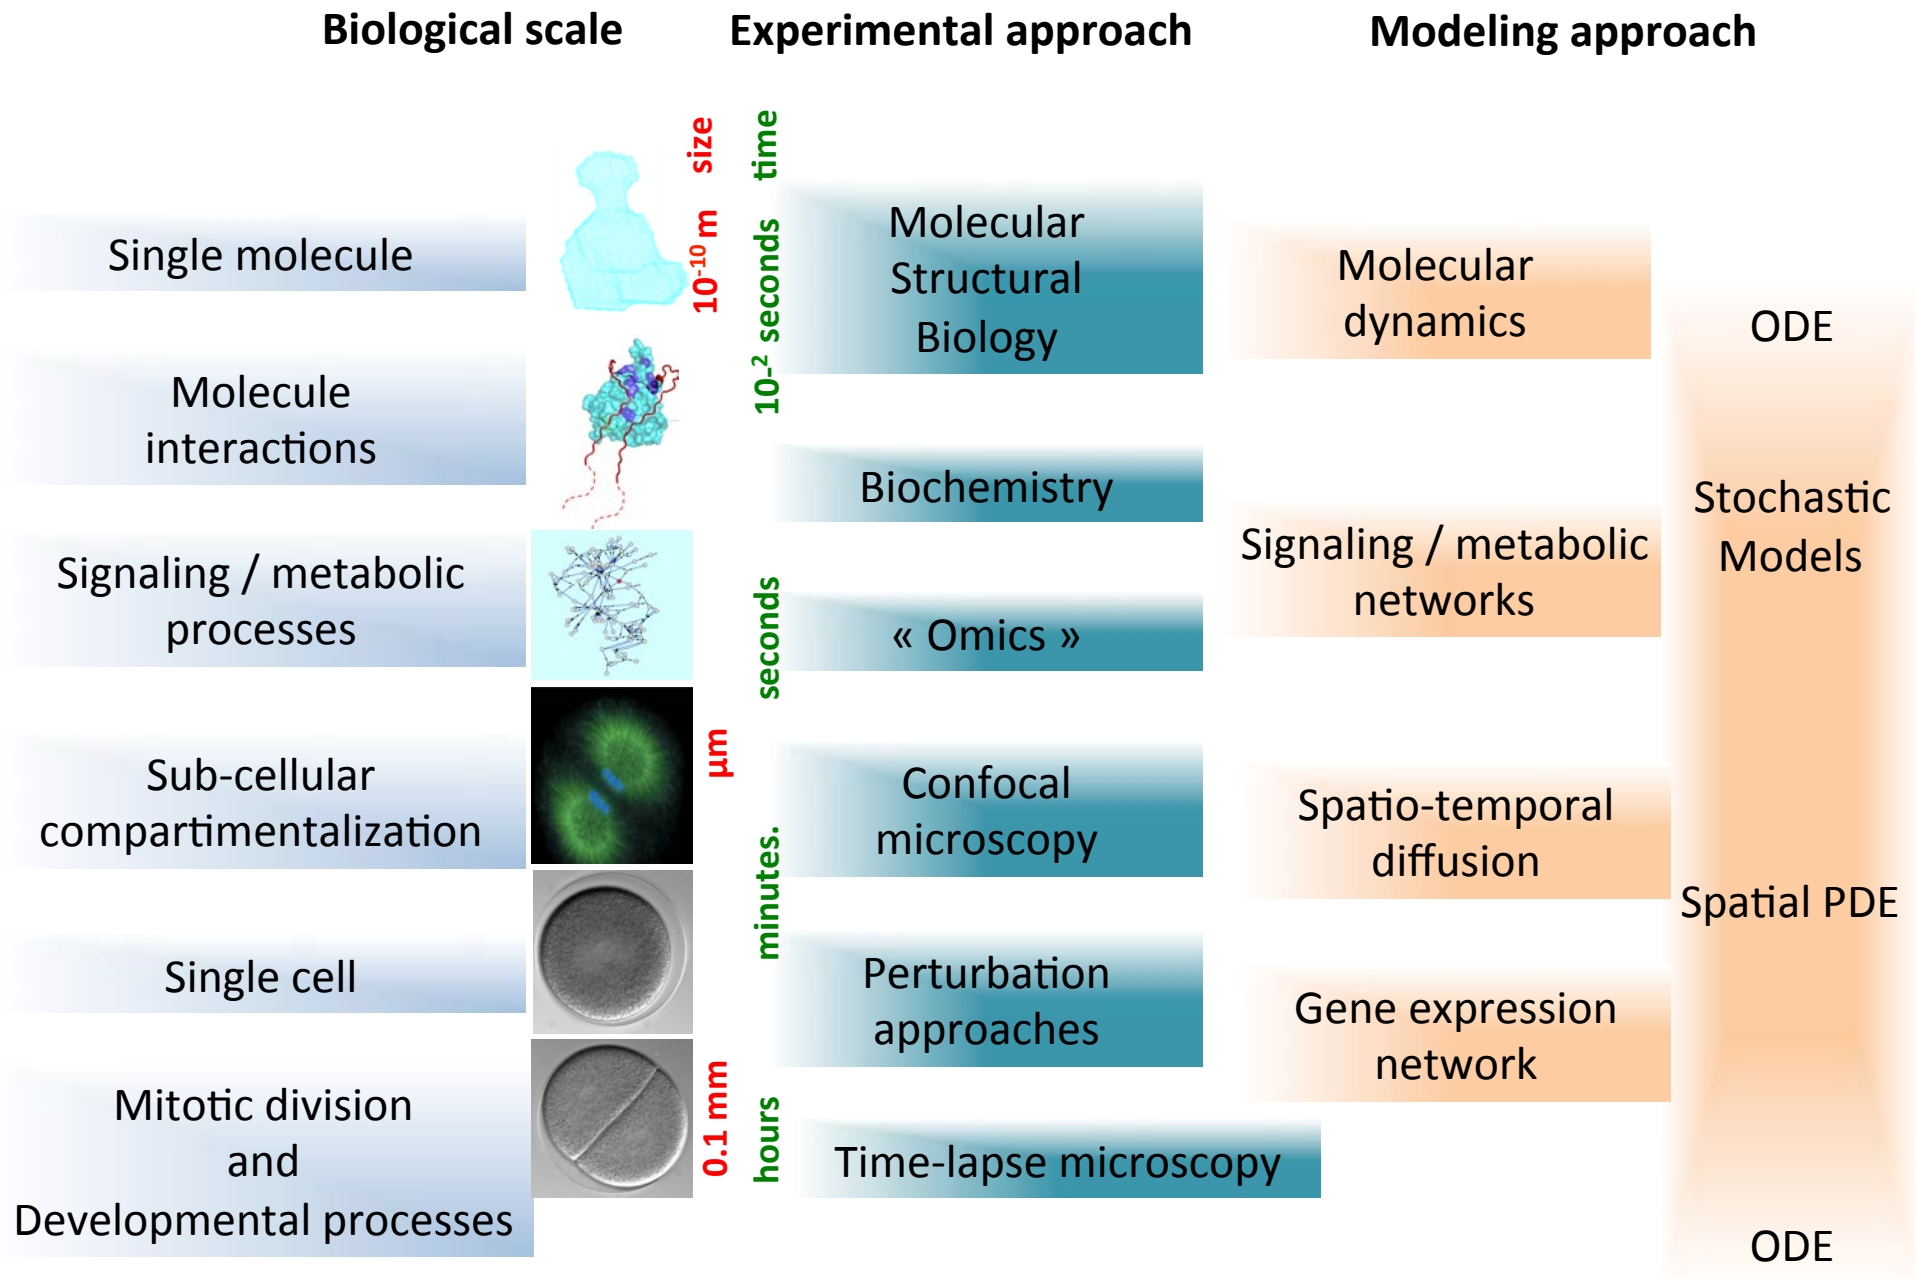 Biological scale
Experimental approach
Modeling approach
size
time
Single molecule
10-10 m
10-2 seconds
Molecular
Structural
Biology
Molecular
dynamics
ODE
Molecule
interactions
Biochemistry
Stochastic
Models
Signaling / metabolic
processes
seconds
« Omics »
Signaling / metabolic
networks
Sub-cellular
compartimentalization
µm
minutes.
Confocal
microscopy
Spatio-temporal
diffusion
Spatial PDE
Single cell
Perturbation
approaches
Gene expression
network
Mitotic division
and
Developmental processes
0.1 mm
hours
Time-lapse microscopy
ODE